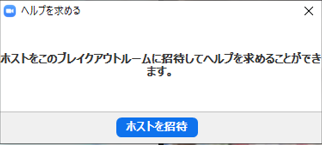 ヘルプを求める
ホストをこのブレイクアウトルームに招待してヘルプを求めることができ
ます。
ホストを招待